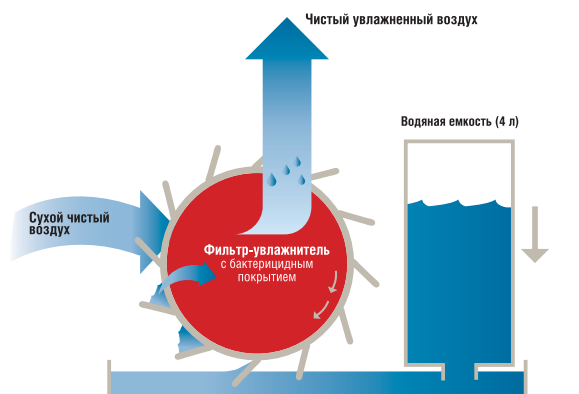 Чистый увлажненный воздух
Водяная емкость (4 л)
Сухой чистый
воздух
Фильтр-увлажнитель
с бактерицидным
покрытием